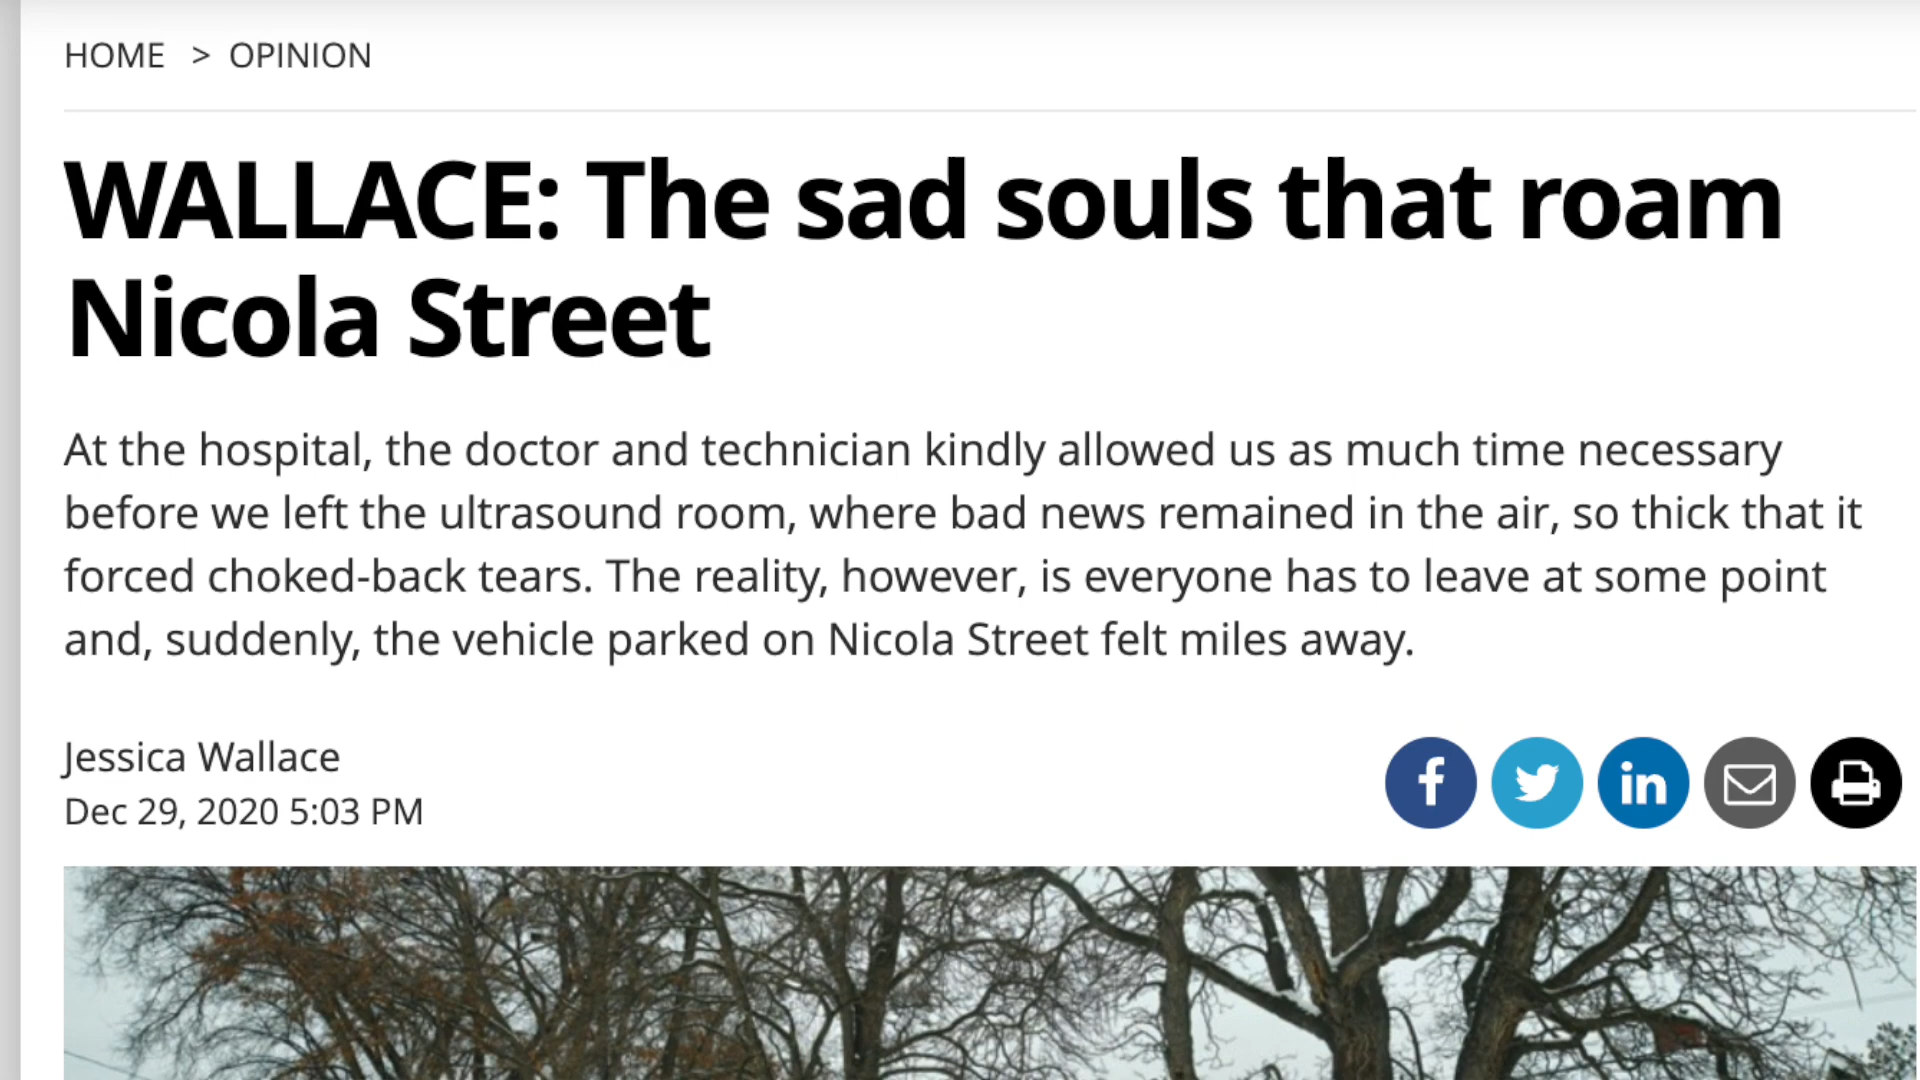 HOME > OPINION
WALLACE: The sad souls that roam
Nicola Street
At the hospital, the doctor and technician kindly allowed us as much time necessary
before we left the ultrasound room, where bad news remained in the air, so thick that it
forced choked-back tears. The reality, however, is everyone has to leave at some point
and, suddenly, the vehicle parked on Nicola Street felt miles away.
Jessica Wallace
Dec 29, 2020 5:03 PM